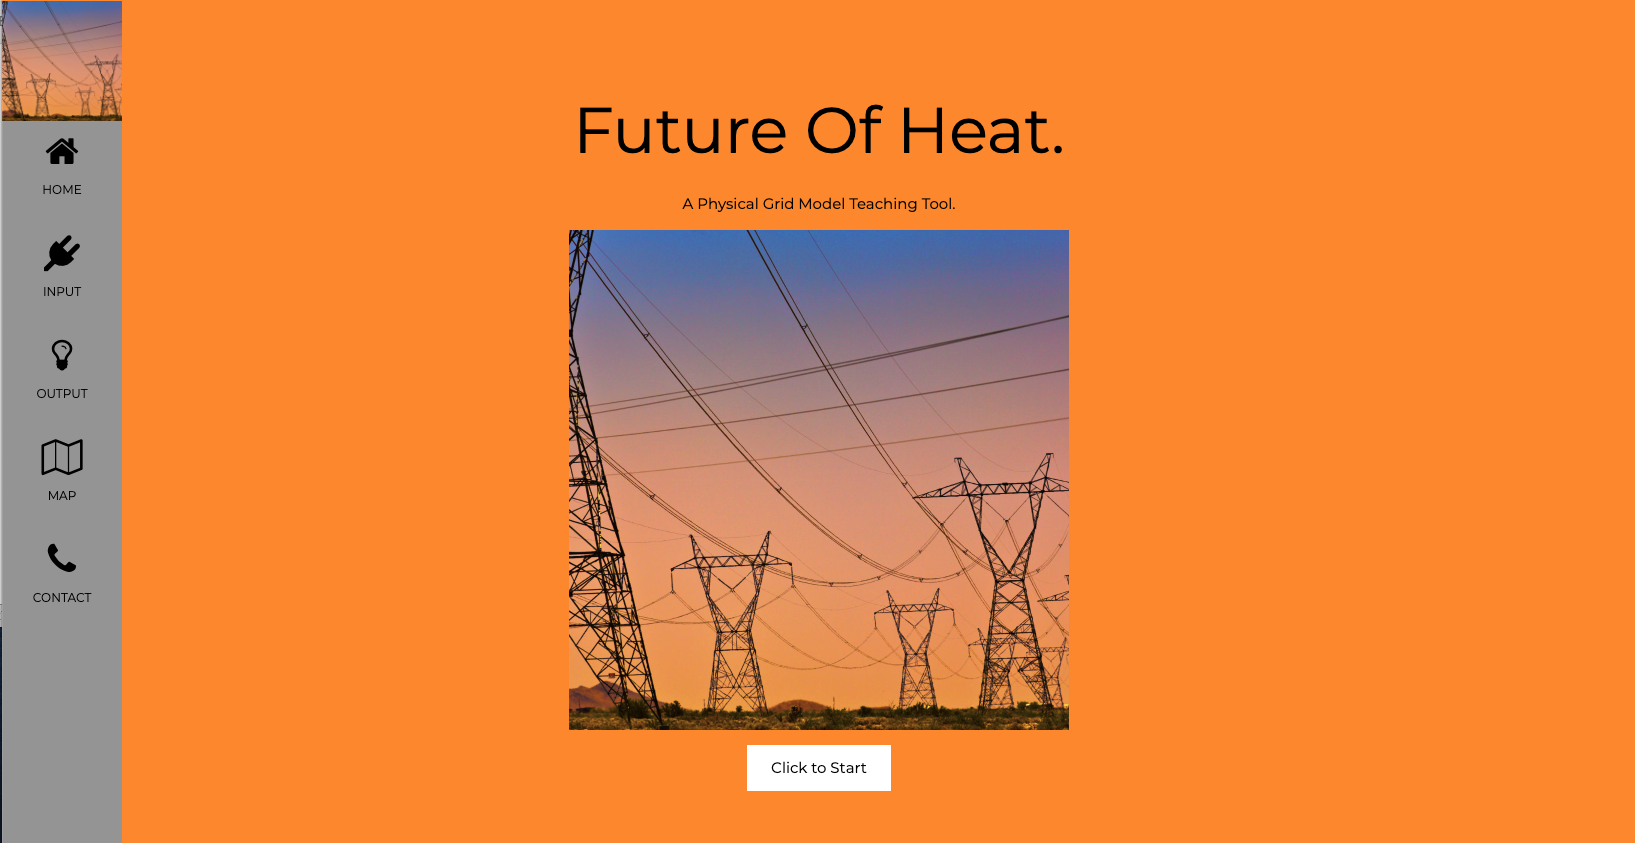 HOME
INPUT
OUTPUT
MAP
CONTACT
Future Of Heat.
A Physical Grid Model Teaching Tool.
Click to Start